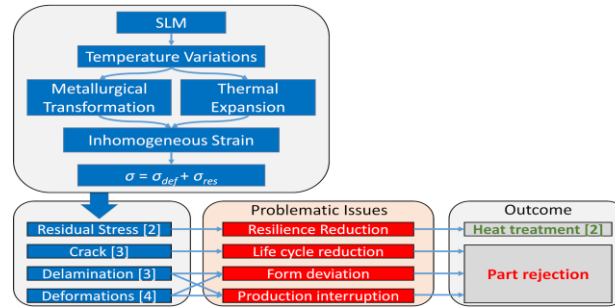 SLM
Temperature Variations
Metallurgical
Transformation
Thermal
Expansion
Inhomogeneous Strain
σ = σdef + σres
Problematic Issues
Outcome
Residual Stress [2]
Resilience Reduction
Heat treatment [2]
Crack [3]
Life cycle reduction
Delamination [3]
Form deviation
Part rejection
Deformations [4]
Production interruption